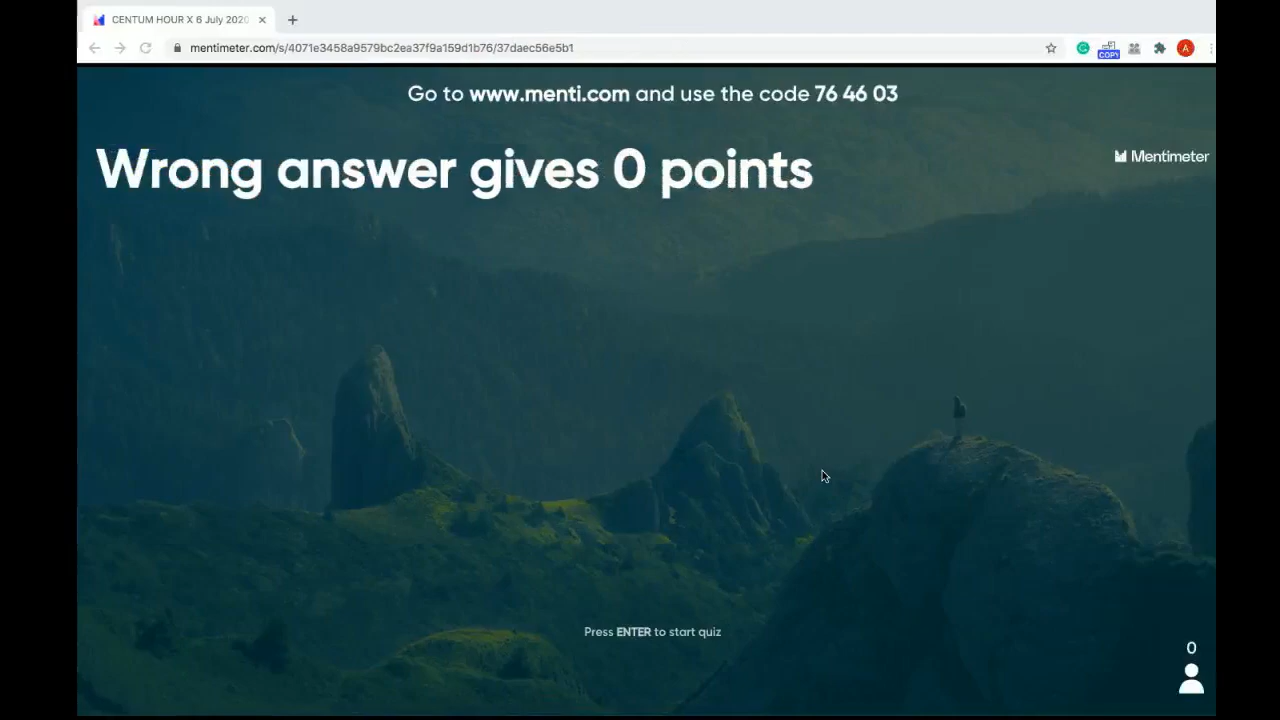 CENTUM HOUR X 6 July 2020
mentimeter.com/s/4071e3458a9579bc2ea37f9a159d1b76/37daec56e5b1
COPY
A
Go to www.menti.com and use the code 76 46 03
Wrong answer gives 0 points
Mentimeter
Press ENTER to start quiz
0